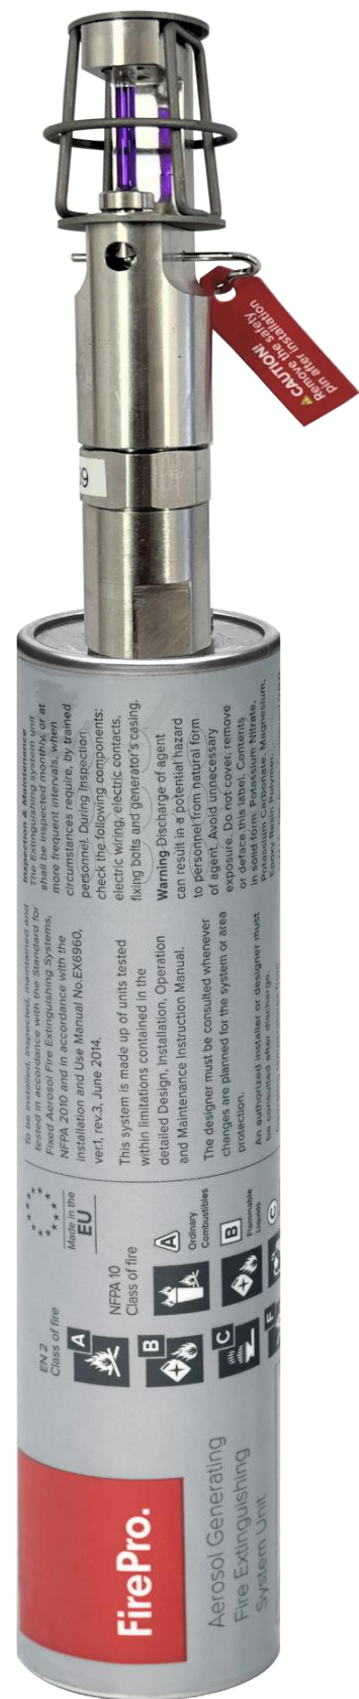 CAUTION!
Remove the safety
pin after installation
9
FirePro.
Aerosol Generating
Fire Extinguishing
System Unit
EN 2
Class of fire
A
B
C
F
Made in the
EU
NFPA 10
Class of fire
A
Ordinary
Combustibles
B
Flammable
Liquids
C
To be installed, inspected, maintained and
tested in accordance with the Standard for
Fixed Aerosol Fire Extinguishing Systems,
NFPA 2010 and in accordance with the
Installation and Use Manual No.EX6960,
ver.1, rev.3, June 2014.
This system is made up of units tested
within limitations contained in the
detailed Design, Installation, Operation
and Maintenance Instruction Manual.
The designer must be consulted whenever
changes are planned for the system or area
protection.
An authorized installer or designer must
be consulted after discharge.
Inspection & Maintenance
The Extinguishing system unit
shall be inspected monthly, or at
more frequent intervals, when
circumstances require, by trained
personnel. During Inspection,
check the following components:
electric wiring, electric contacts,
fixing bolts and generator's casing.
Warning-Discharge of agent
can result in a potential hazard
to personnel from natural form
of agent. Avoid unnecessary
exposure. Do not cover, remove
or deface this label. Contents
in solid form: Potassium Nitrate,
Potassium Carbonate, Magnesium,
Epoxy Resin Polymer.